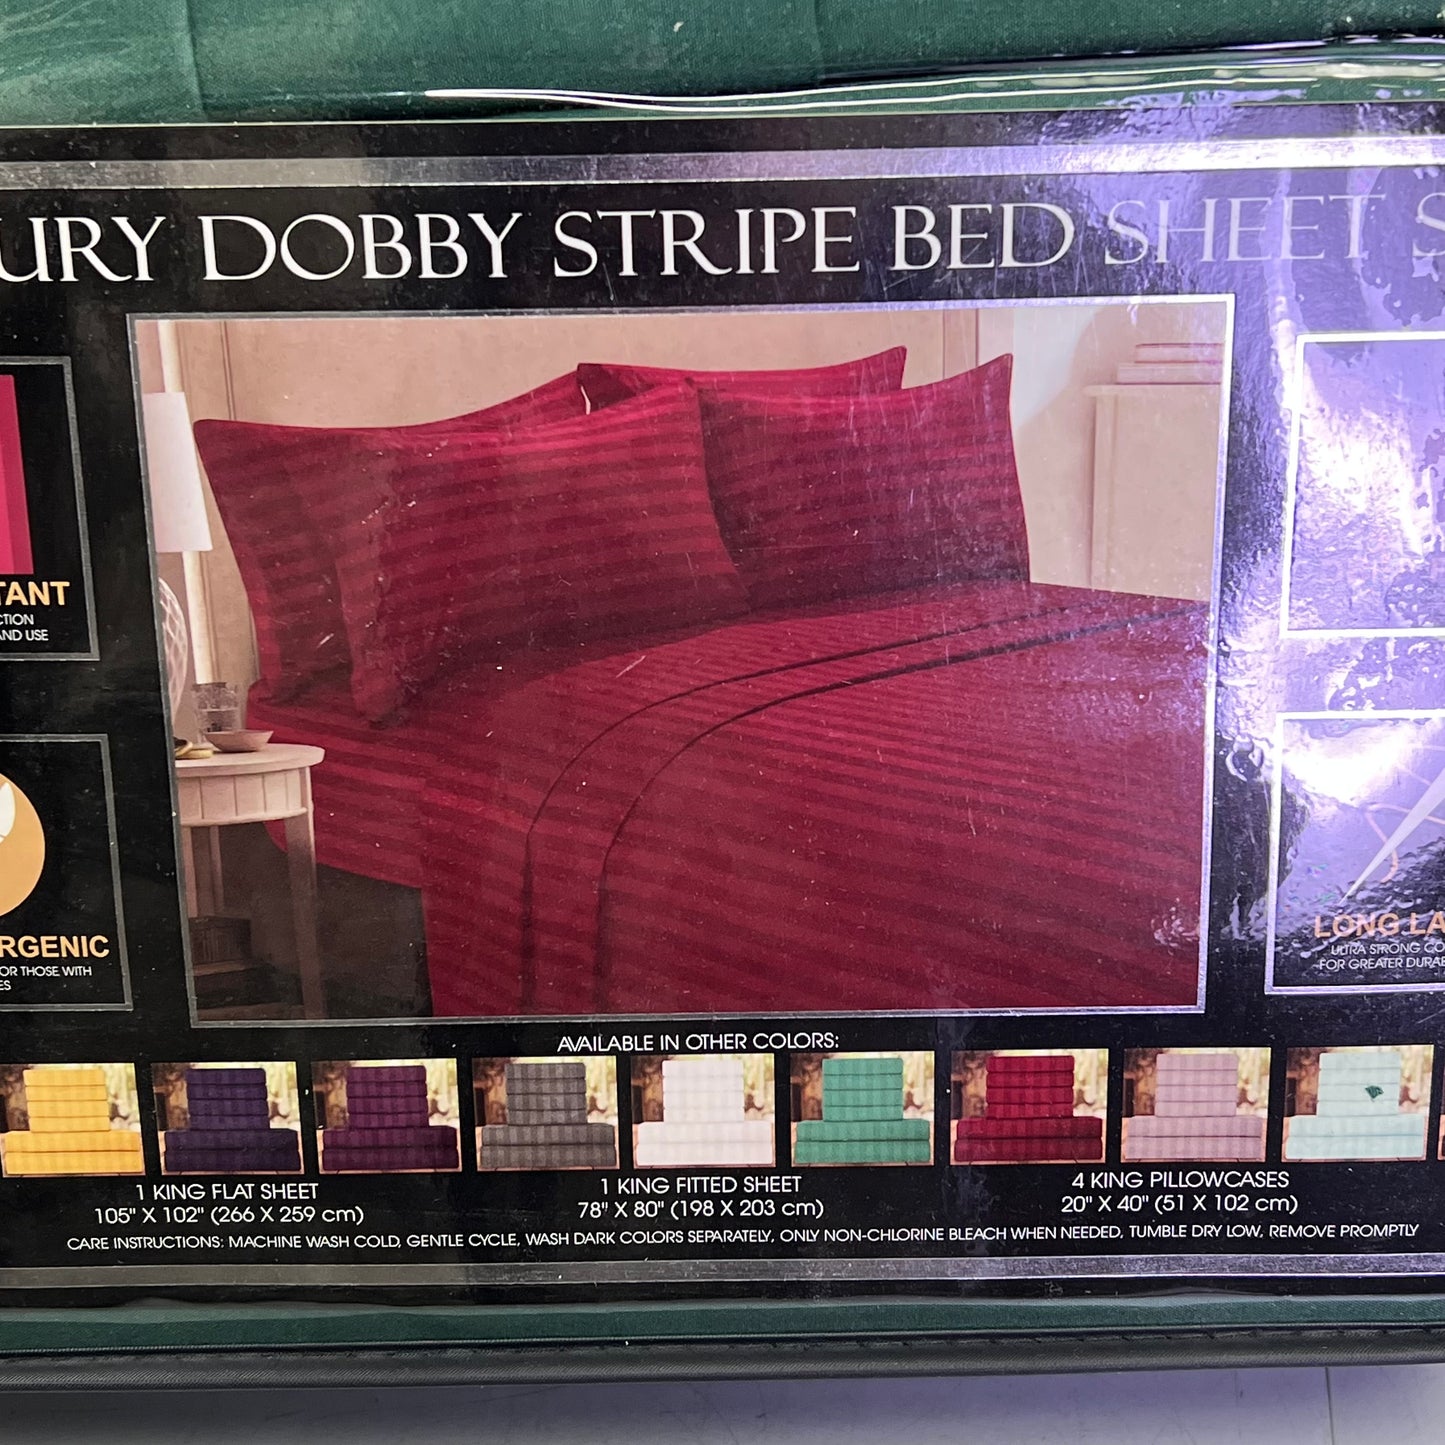 URY DOBBY STRIPE BED SHEET S
TANT
CTION
AND USE
RGENIC
OR THOSE WITH
ES
LONG LA
ULTRA STRONG CO
FOR GREATER DURAB
AVAILABLE IN OTHER COLORS:
1 KING FLAT SHEET
105" X 102" (266 X 259 cm)
1 KING FITTED SHEET
78" X 80" (198 X 203 cm)
4 KING PILLOWCASES
20" X 40" (51 X 102 cm)
CARE INSTRUCTIONS: MACHINE WASH COLD, GENTLE CYCLE, WASH DARK COLORS SEPARATELY, ONLY NON-CHLORINE BLEACH WHEN NEEDED, TUMBLE DRY LOW, REMOVE PROMPTLY